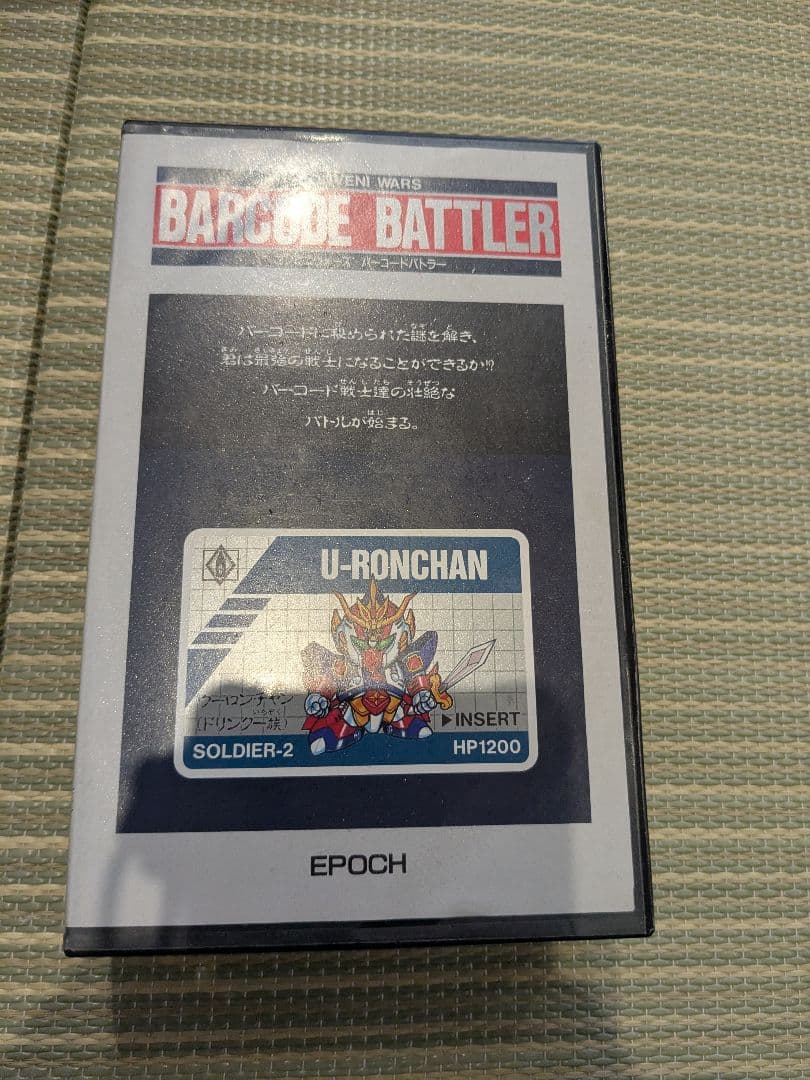 VENI WARS
BARCODE BATTLER
ズ バーコードバトラー
バーコードに秘められた謎を解き、
君は最強の戦士になることができるか!?
バーコード戦士達の壮絶な
バトルが始まる。
U-RONCHAN
ウーロンチャン
(ドリンク一族)
▶INSERT
SOLDIER-2
HP1200
EPOCH